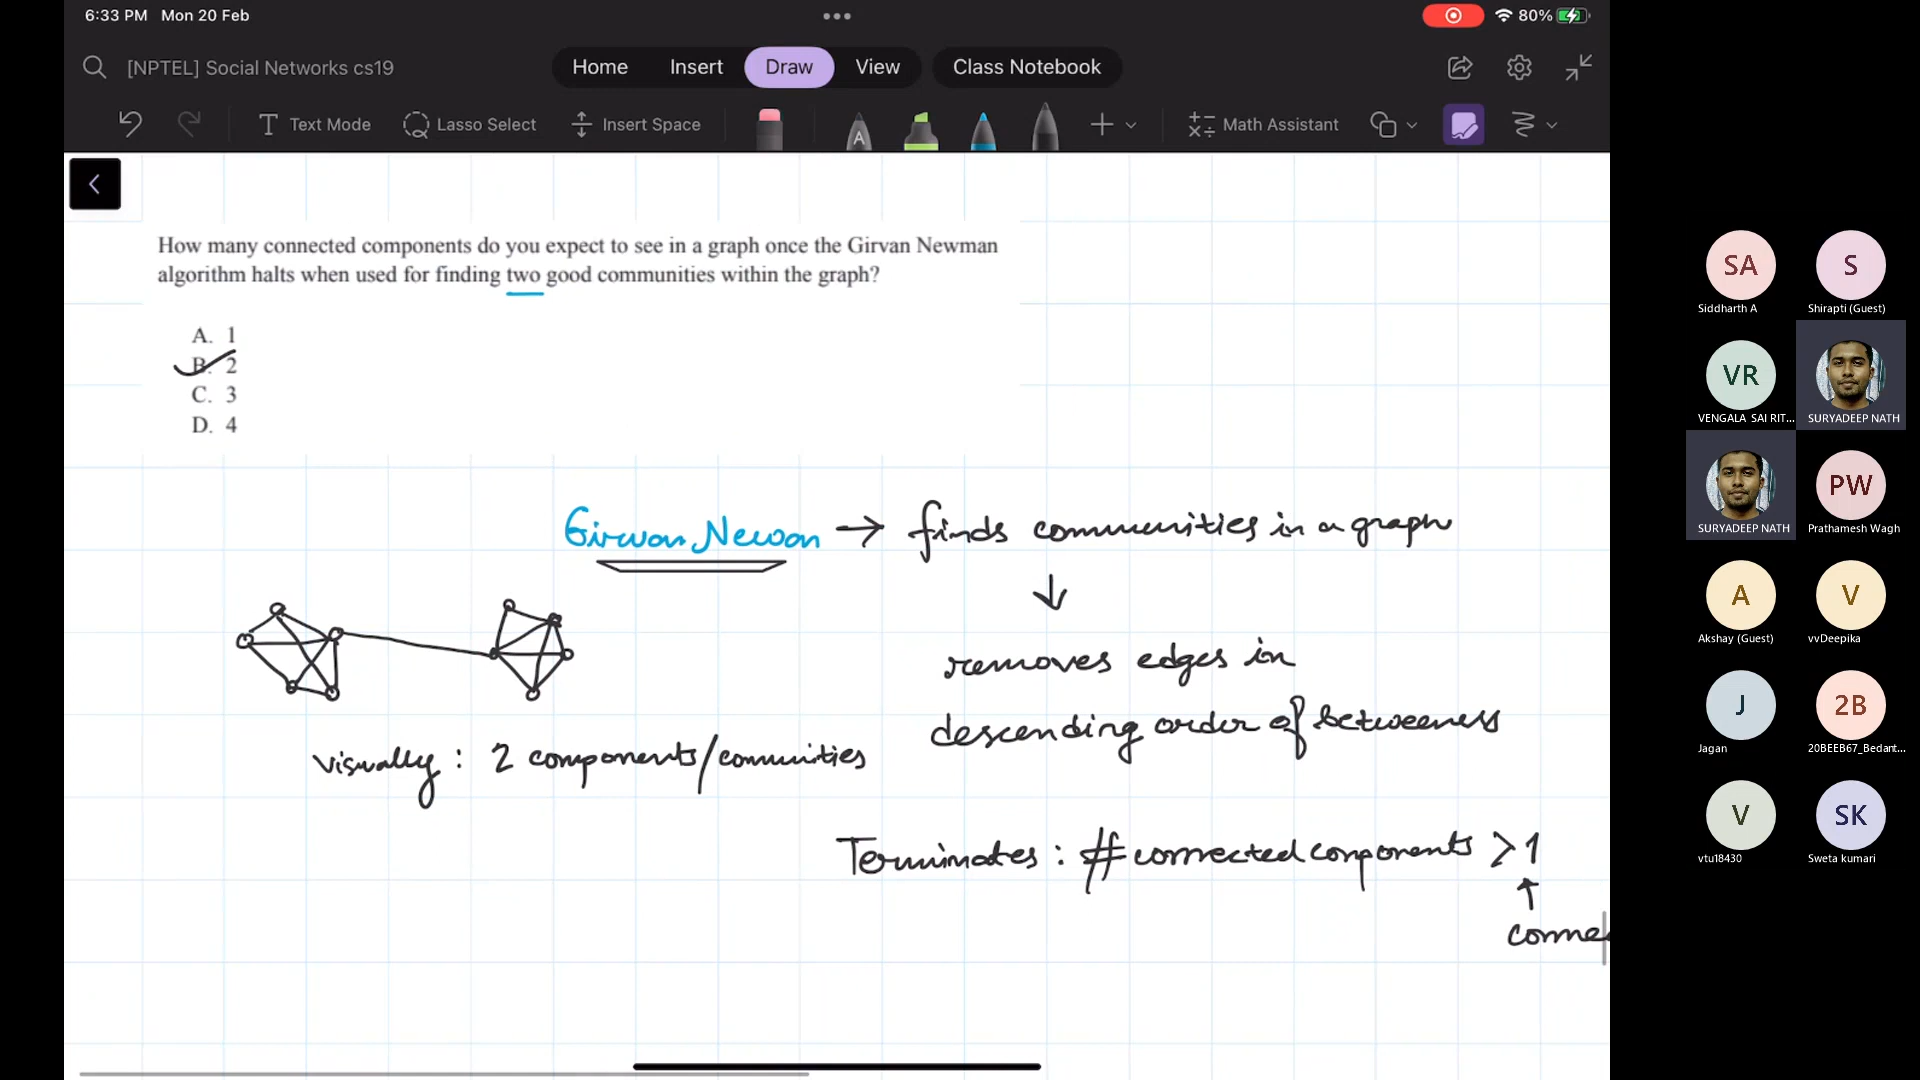 6:33 PM Mon 20 Feb
80%
[NPTEL] Social Networks cs19
Home Insert Draw View Class Notebook
Text Mode Lasso Select Insert Space A Math Assistant
How many connected components do you expect to see in a graph once the Girvan Newman
algorithm halts when used for finding two good communities within the graph?
A. 1
B. 2
C. 3
D. 4
Girvan Newan → finds communities in a graph
↓
removes edges in
descending order of betweeness
visually : 2 components/communities
Terminates : # connected components > 1
↑
conne
SA
Siddharth A
S
Shirapti (Guest)
VR
VENGALA SAI RIT...
SURYADEEP NATH
SURYADEEP NATH
PW
Prathamesh Wagh
A
Akshay (Guest)
V
vvDeepika
J
Jagan
2B
20BEEB67_Bedant...
V
vtu18430
SK
Sweta kumari